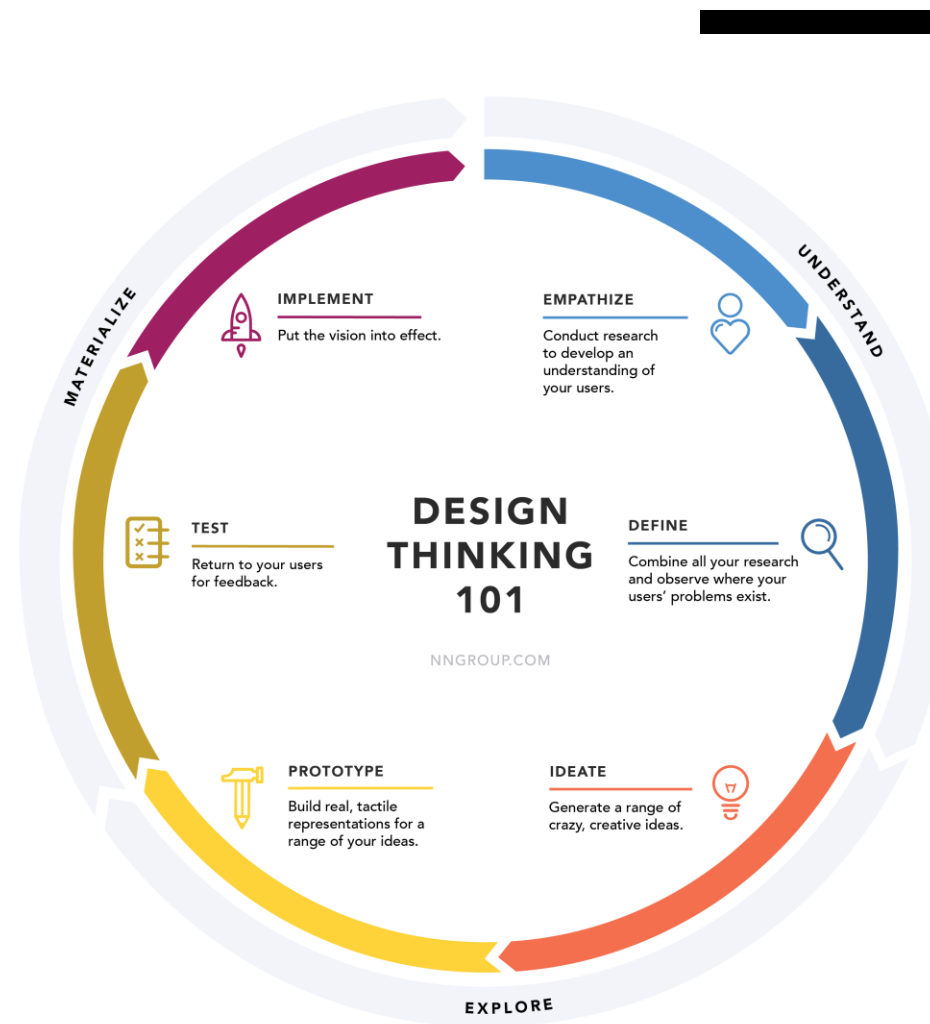 UNDERSTAND
MATERIALIZE
IMPLEMENT
Put the vision into effect.
EMPATHIZE
Conduct research
to develop an
understanding of
your users.
DESIGN
THINKING
101
NNGROUP.COM
TEST
Return to your users
for feedback.
DEFINE
Combine all your research
and observe where your
users’ problems exist.
PROTOTYPE
Build real, tactile
representations for a
range of your ideas.
IDEATE
Generate a range of
crazy, creative ideas.
EXPLORE